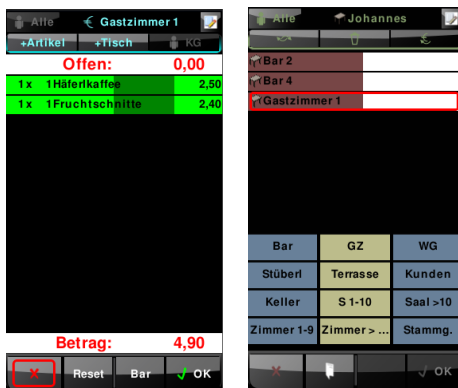 Alle € Gastzimmer 1
+Artikel +Tisch KG
Offen: 0,00
1 x 1Häferlkaffee 2,50
1 x 1Fruchtschnitte 2,40
Betrag: 4,90
X Reset Bar OK
Alle Johannes
Bar 2
Bar 4
Gastzimmer 1
Bar GZ WG
Stüberl Terrasse Kunden
Keller S 1-10 Saal >10
Zimmer 1-9 Zimmer > ... Stammg.
X OK